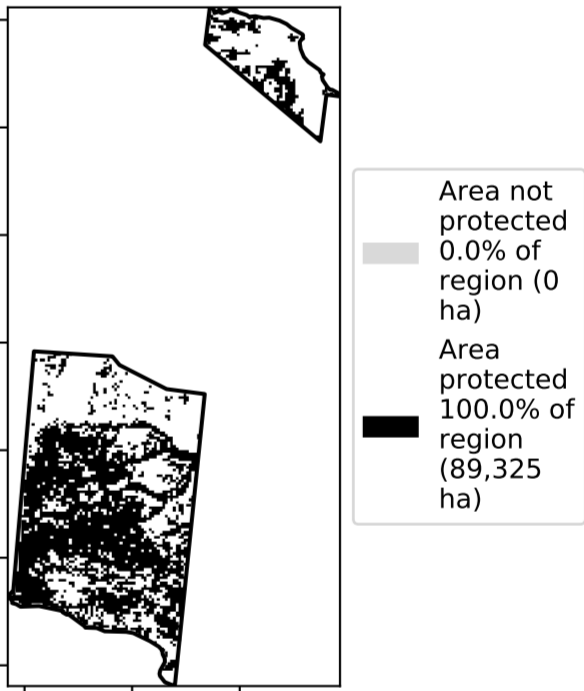 Area not
protected
0.0% of
region (0
ha)
Area
protected
100.0% of
region
(89,325
ha)